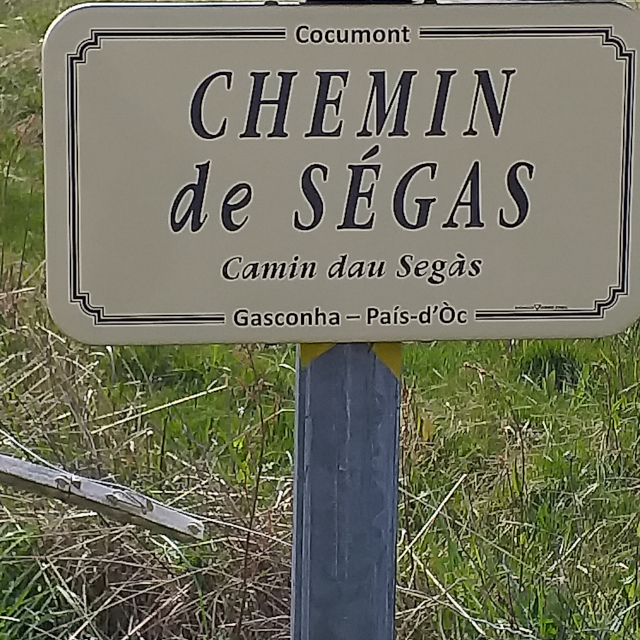 Cocumont
CHEMIN
de SÉGAS
Camin dau Segàs
Gasconha – País-d'Òc